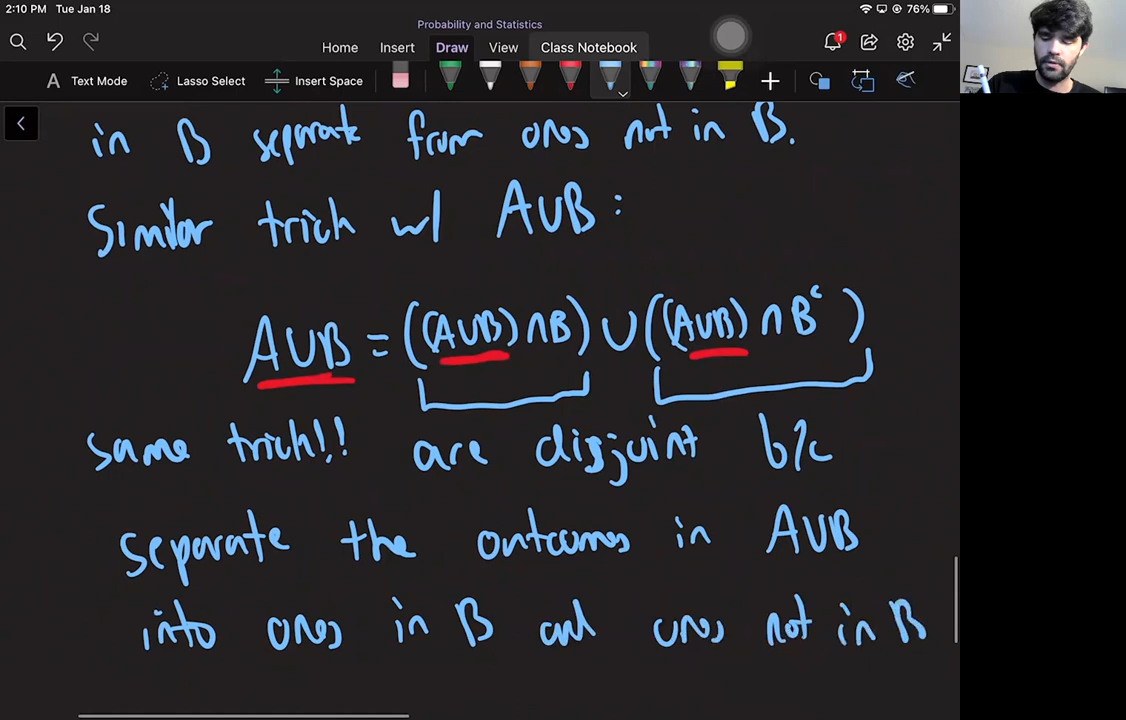 2:10 PM Tue Jan 18
76%
Probability and Statistics
Home Insert Draw View Class Notebook
1
A Text Mode Lasso Select Insert Space
in B separate from ones not in B.
Similar trick w/ A∪B:
A∪B = ((A∪B)∩B) ∪ ((A∪B)∩Bᶜ)
same trick!! are disjoint b/c
separate the outcomes in A∪B
into ones in B and ones not in B